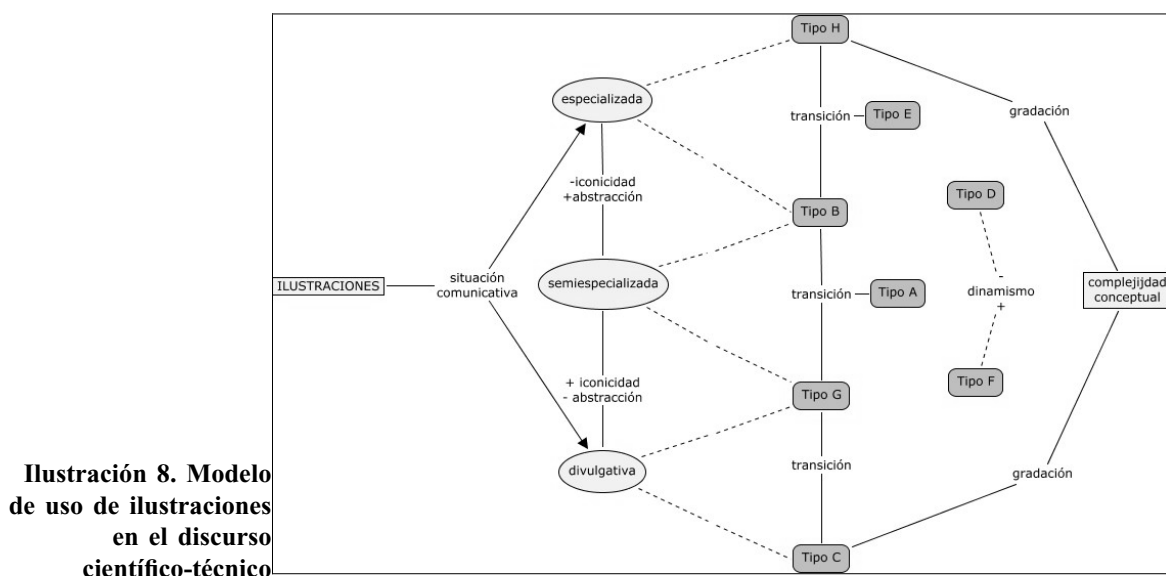 Tipo H
especializada
transición
Tipo E
gradación
-iconicidad
+abstracción
Tipo D
Tipo B
ILUSTRACIONES
situación
comunicativa
semiespecializada
transición
Tipo A
-
dinamismo
+
complejijdad
conceptual
+ iconicidad
- abstracción
Tipo F
Tipo G
divulgativa
transición
gradación
Tipo C
Ilustración 8. Modelo
de uso de ilustraciones
en el discurso
científico-técnico